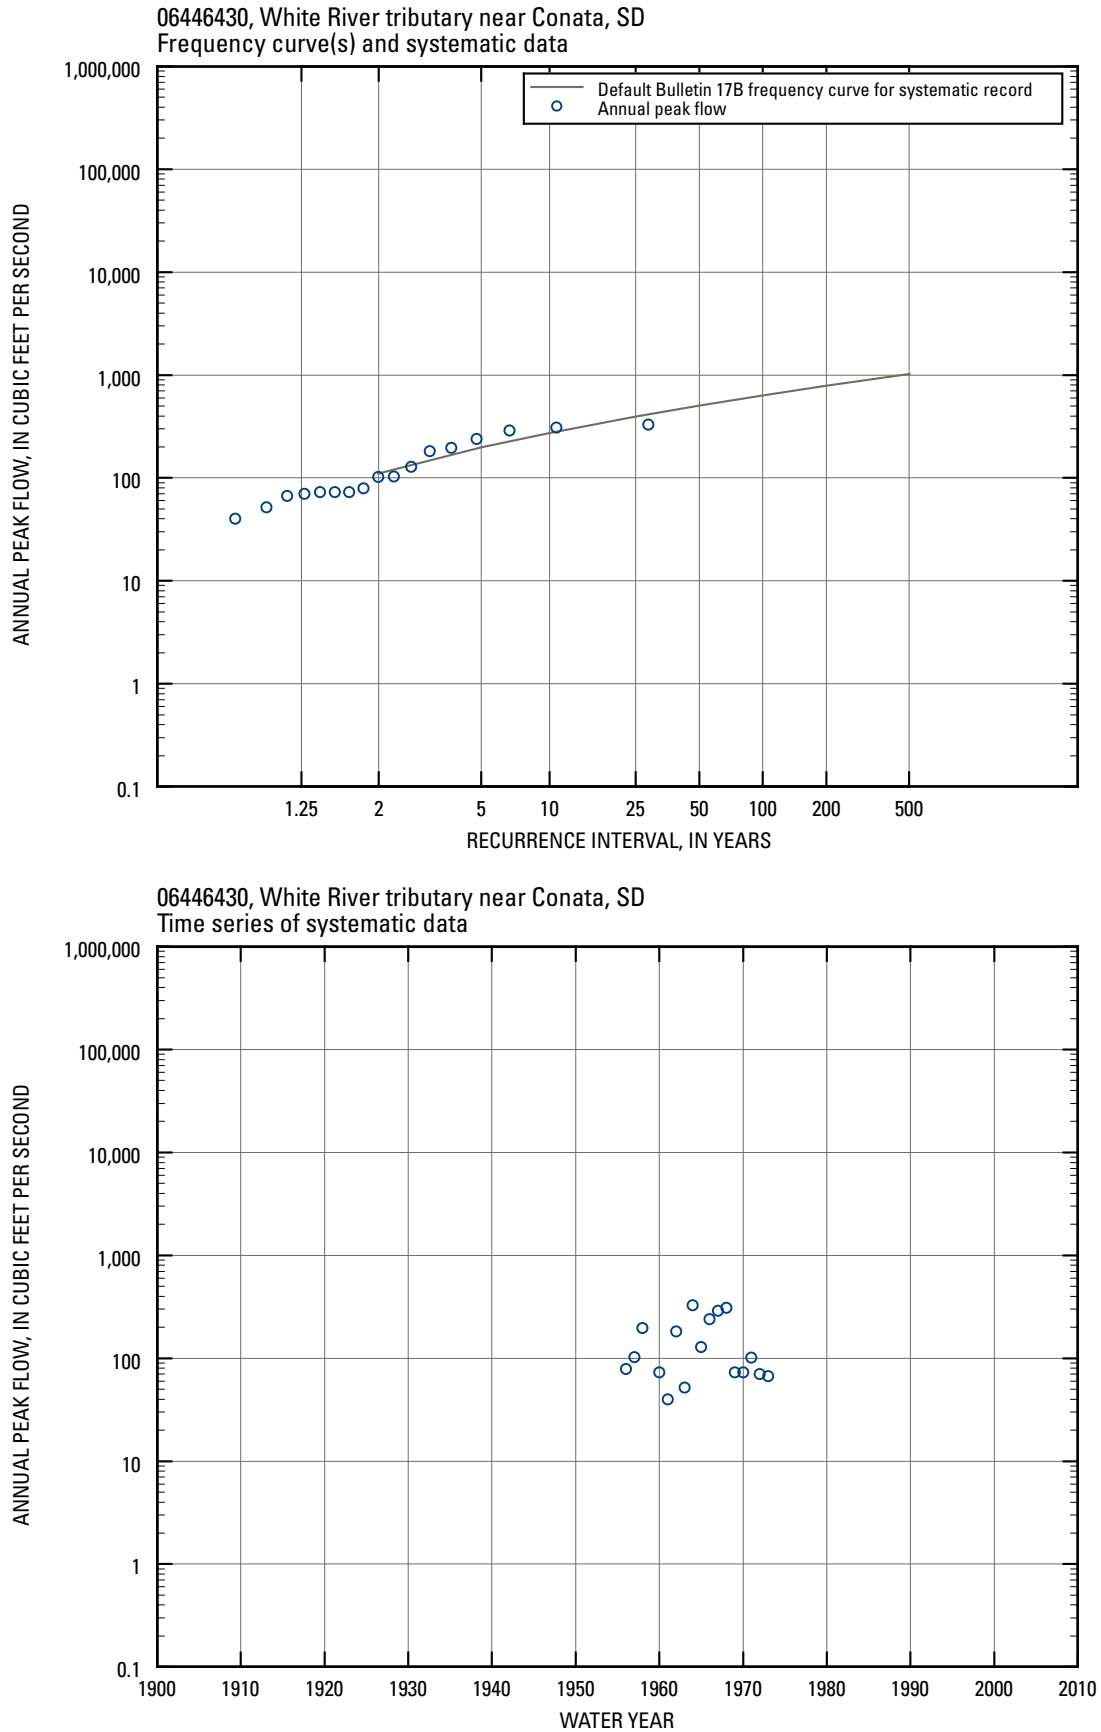 06446430, White River tributary near Conata, SD
Frequency curve(s) and systematic data
1,000,000
100,000
10,000
1,000
100
10
1
0.1
ANNUAL PEAK FLOW, IN CUBIC FEET PER SECOND
Default Bulletin 17B frequency curve for systematic record
Annual peak flow
1.25 2 5 10 25 50 100 200 500
RECURRENCE INTERVAL, IN YEARS
06446430, White River tributary near Conata, SD
Time series of systematic data
1,000,000
100,000
10,000
1,000
100
10
1
0.1
ANNUAL PEAK FLOW, IN CUBIC FEET PER SECOND
1900 1910 1920 1930 1940 1950 1960 1970 1980 1990 2000 2010
WATER YEAR